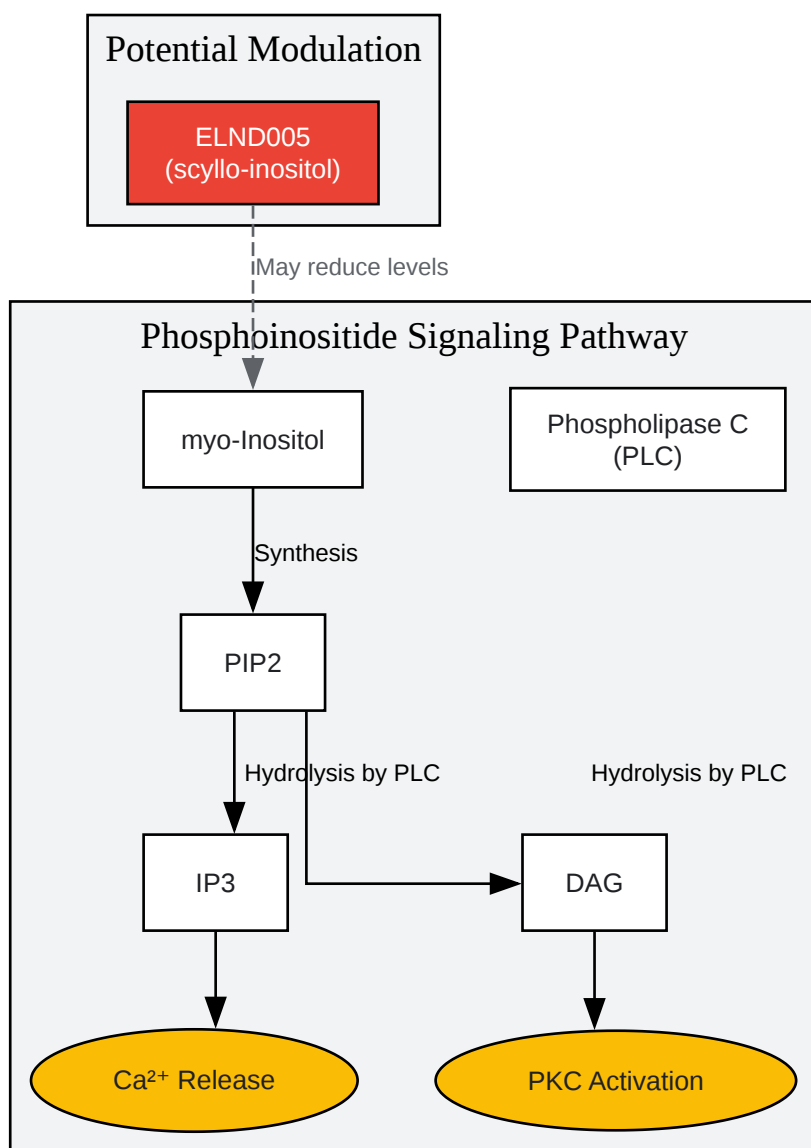 Potential Modulation
ELND005
(scyllo-inositol)
May reduce levels
Phosphoinositide Signaling Pathway
myo-Inositol
Phospholipase C
(PLC)
Synthesis
PIP2
Hydrolysis by PLC
Hydrolysis by PLC
IP3
DAG
Ca²⁺ Release
PKC Activation